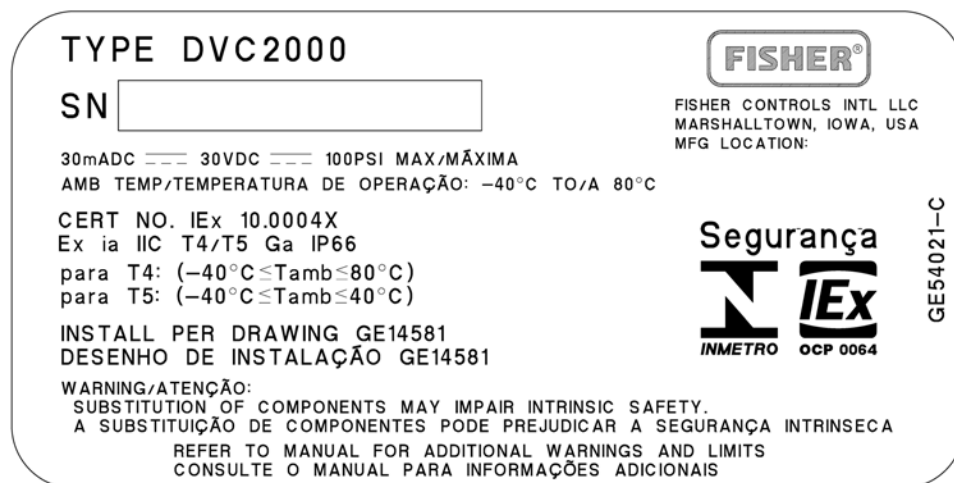 TYPE DVC2000
FISHER®
SN
FISHER CONTROLS INTL LLC
MARSHALLTOWN, IOWA, USA
MFG LOCATION:
30mADC 30VDC 100PSI MAX/MÁXIMA
AMB TEMP/TEMPERATURA DE OPERAÇÃO: -40°C TO/A 80°C
CERT NO. IEx 10.0004X
Ex ia IIC T4/T5 Ga IP66
para T4: (-40°C≤Tamb≤80°C)
para T5: (-40°C≤Tamb≤40°C)
Segurança
IEx
INMETRO OCP 0064
GE54021-C
INSTALL PER DRAWING GE14581
DESENHO DE INSTALAÇÃO GE14581
WARNING/ATENÇÃO:
SUBSTITUTION OF COMPONENTS MAY IMPAIR INTRINSIC SAFETY.
A SUBSTITUIÇÃO DE COMPONENTES PODE PREJUDICAR A SEGURANÇA INTRINSECA
REFER TO MANUAL FOR ADDITIONAL WARNINGS AND LIMITS
CONSULTE O MANUAL PARA INFORMAÇÕES ADICIONAIS